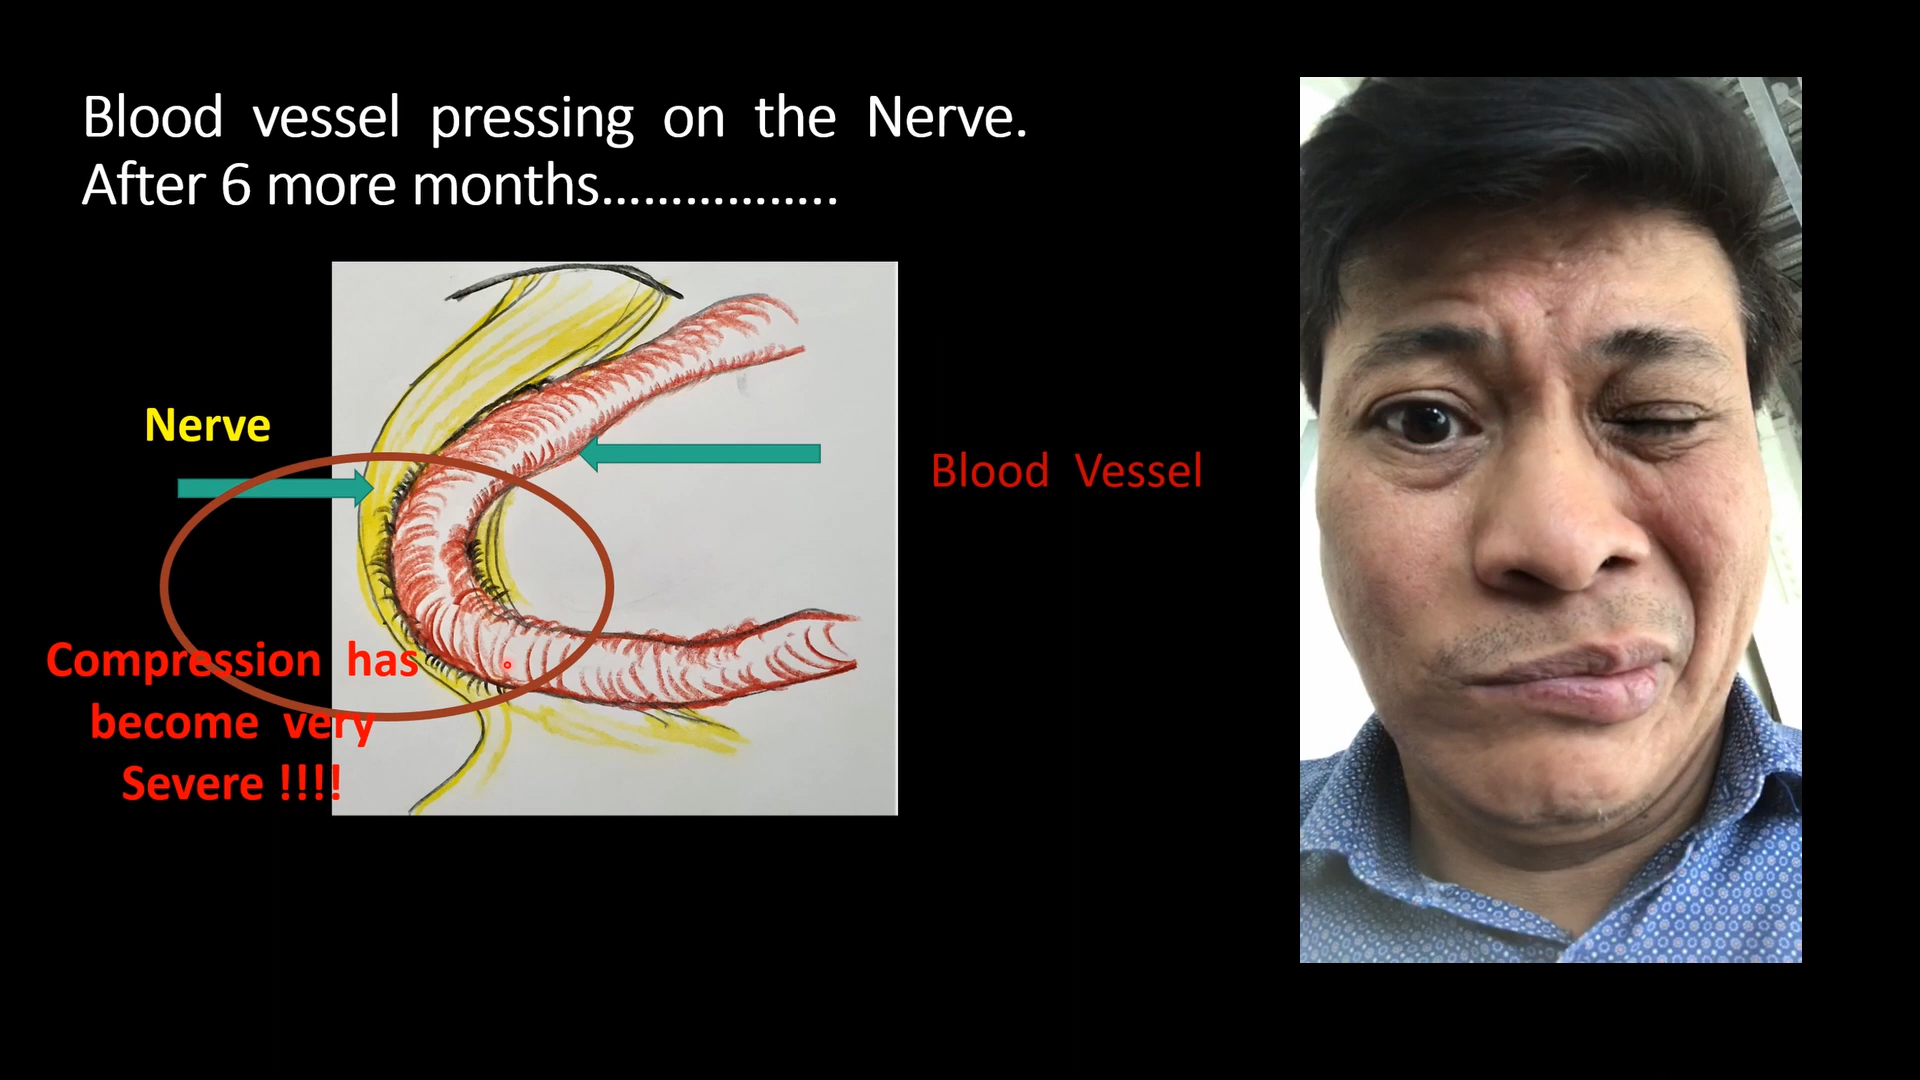 Blood vessel pressing on the Nerve.
After 6 more months……………..
Nerve
Blood Vessel
Compression has
become very
Severe !!!!